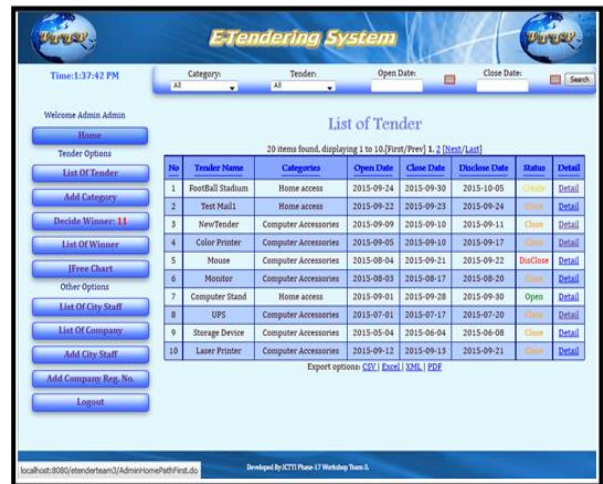 E-Tendering System
Time:1:37:42 PM
Category: Tender: Open Date: Close Date:
All All Search
Welcome Admin Admin
Home
Tender Options
List Of Tender
Add Category
Decide Winner: 11
List Of Winner
JFree Chart
Other Options
List Of City Staff
List Of Company
Add City Staff
Add Company Reg. No.
Logout
List of Tender
20 items found, displaying 1 to 10.[First/Prev] 1, 2 [Next/Last]
No Tender Name Categories Open Date Close Date Disclose Date Status Detail
1 FootBall Stadium Home access 2015-09-24 2015-09-30 2015-10-05 Create Detail
2 Test Mail1 Home access 2015-09-22 2015-09-23 2015-09-24 Close Detail
3 NewTender Computer Accessories 2015-09-09 2015-09-10 2015-09-11 Close Detail
4 Color Printer Computer Accessories 2015-09-05 2015-09-10 2015-09-17 Close Detail
5 Mouse Computer Accessories 2015-08-04 2015-09-21 2015-09-22 DisClose Detail
6 Monitor Computer Accessories 2015-08-03 2015-08-17 2015-08-20 Close Detail
7 Computer Stand Home access 2015-09-01 2015-09-28 2015-09-30 Open Detail
8 UPS Computer Accessories 2015-07-01 2015-07-17 2015-07-20 Close Detail
9 Storage Device Computer Accessories 2015-05-04 2015-06-04 2015-06-08 Close Detail
10 Laser Printer Computer Accessories 2015-09-12 2015-09-13 2015-09-21 Close Detail
Export options: CSV | Excel | XML | PDF
localhost:8080/etenderteam3/AdminHomePathFirst.do
Developed By ICTTI Phase-17 Workshop Team-3.